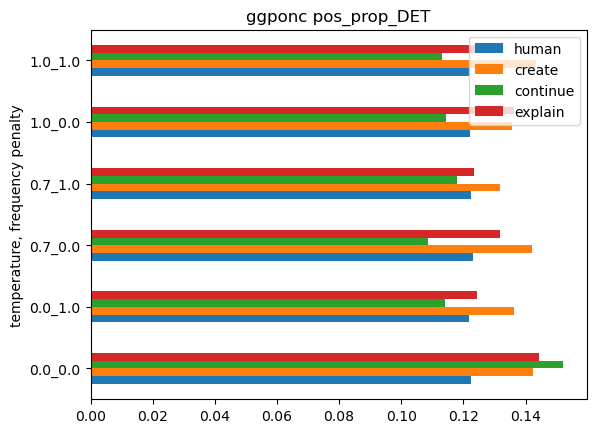 ggponc pos_prop_DET
human
create
continue
explain
temperature, frequency penalty
1.0_1.0
1.0_0.0
0.7_1.0
0.7_0.0
0.0_1.0
0.0_0.0
0.00 0.02 0.04 0.06 0.08 0.10 0.12 0.14